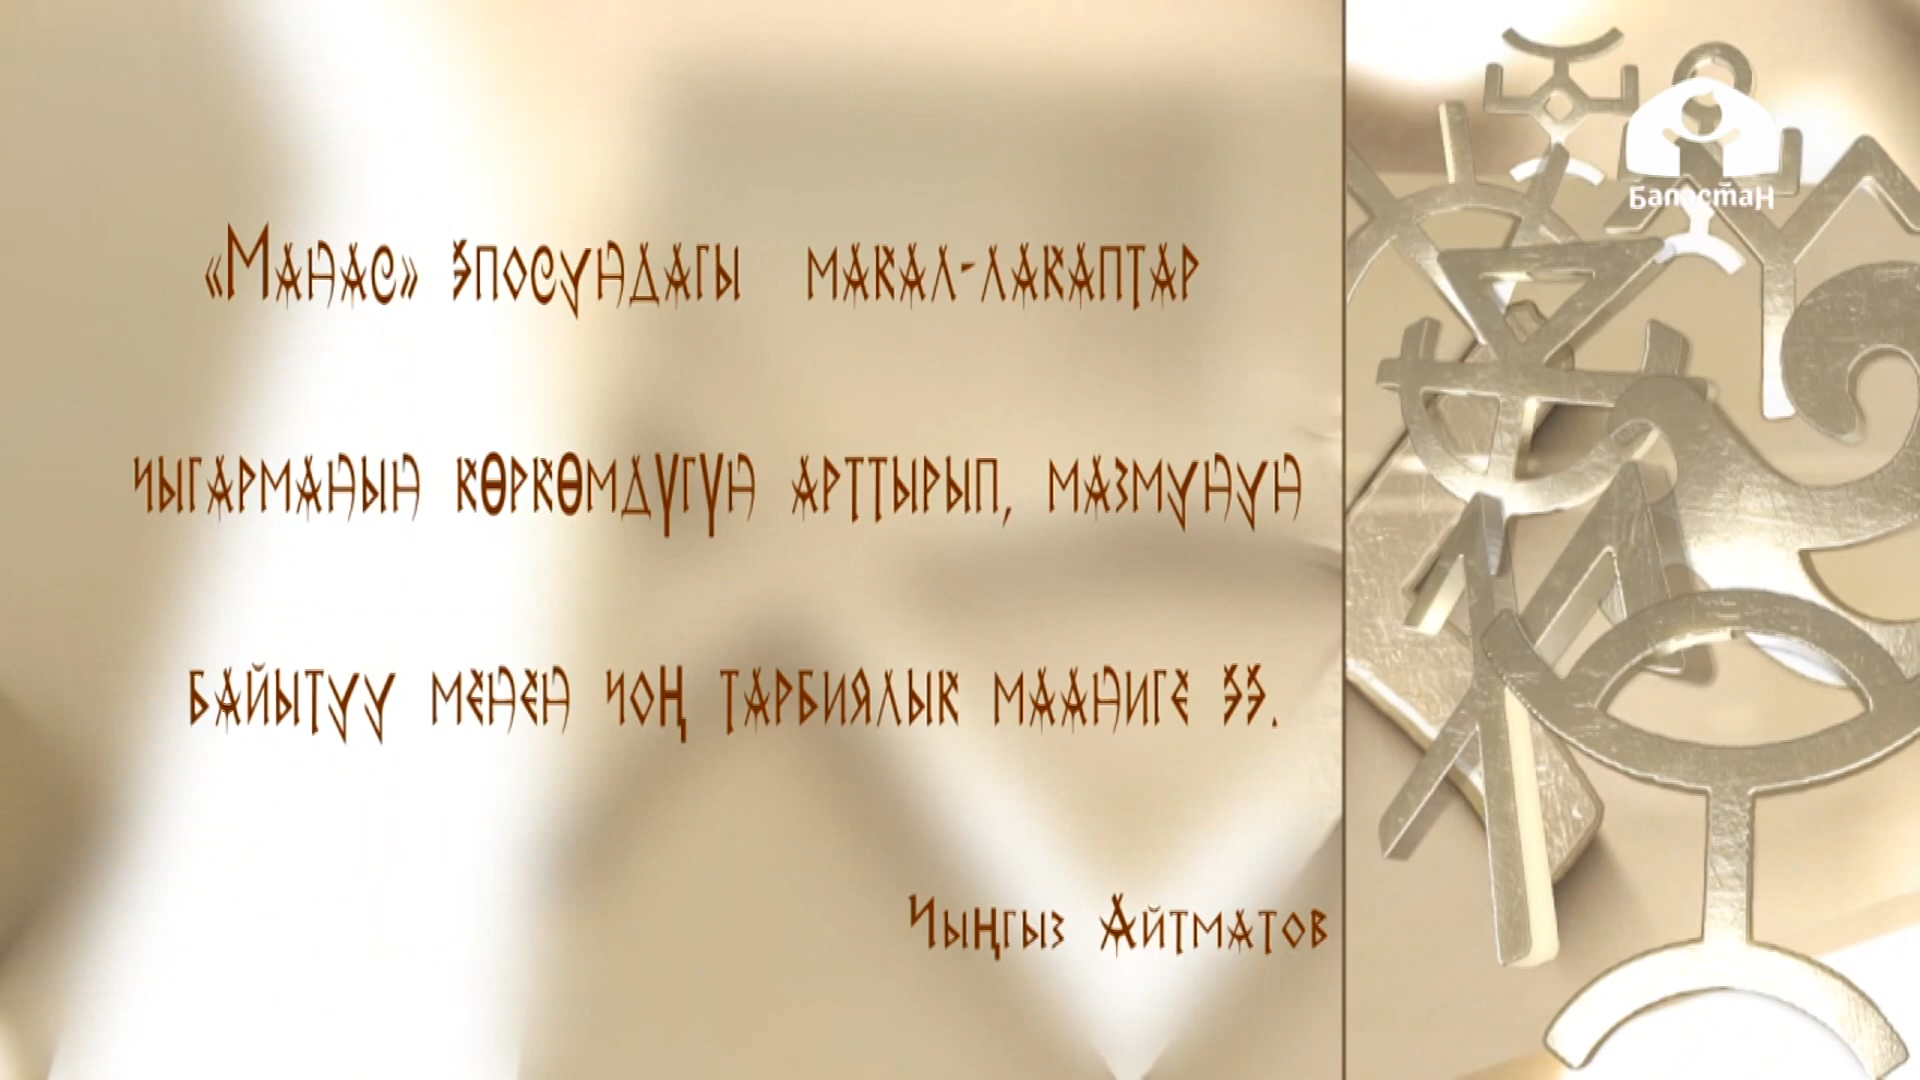 Баластан
«Манас» эпосундагы макал-лакаптар
чыгарманын көркөмдүгүн арттырып, мазмунун
байытуу менен чоң тарбиялык мааниге ээ.
Чыңгыз Айтматов